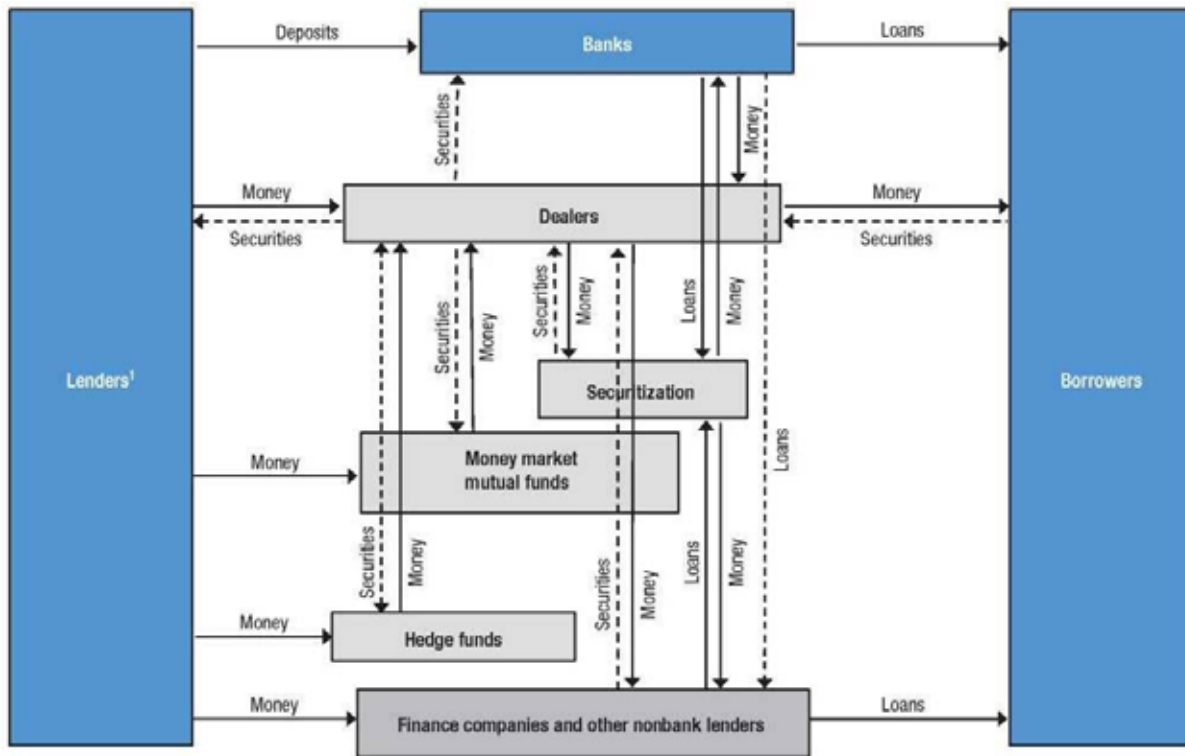 Deposits
Banks
Loans
Securities
Money
Money
Dealers
Money
Securities
Securities
Securities
Money
Securities
Money
Loans
Money
Lenders¹
Securitization
Borrowers
Money
Money market
mutual funds
Loans
Securities
Money
Securities
Money
Loans
Money
Money
Hedge funds
Money
Finance companies and other nonbank lenders
Loans